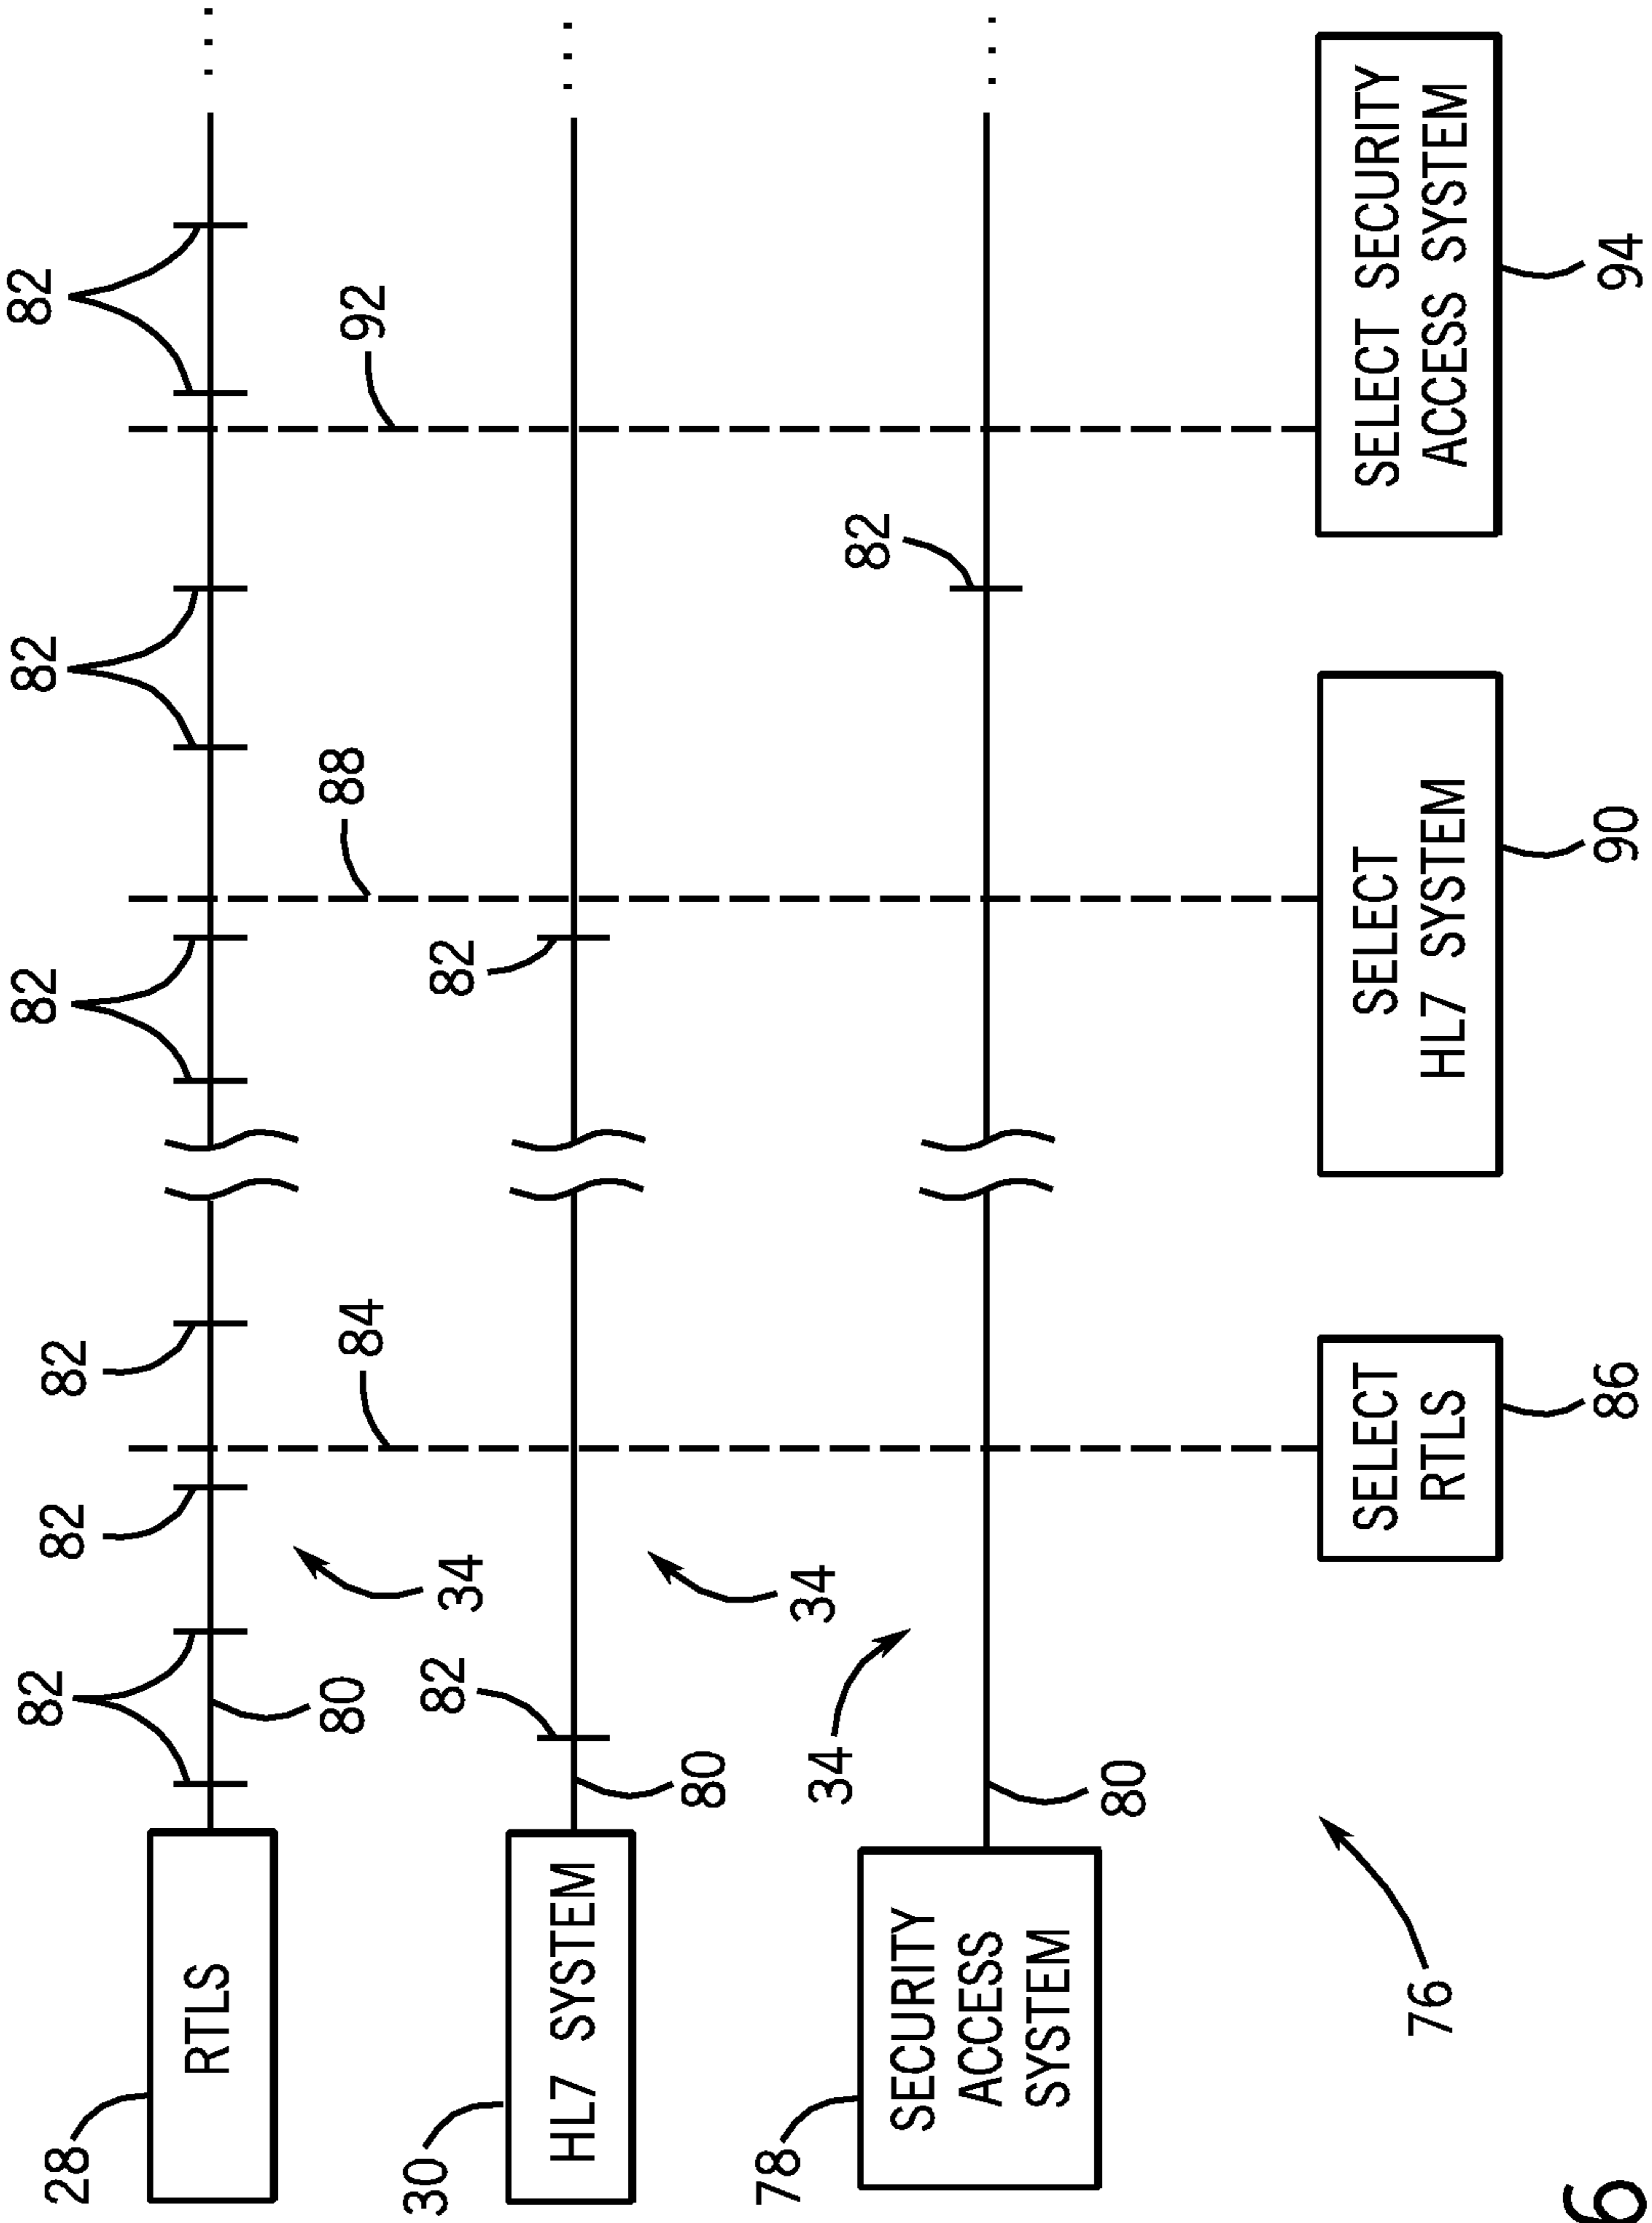 28
82
82
82
82
82
82
RTLS
80
84
88
92
30
82
34
82
HL7 SYSTEM
80
34
78
34
82
SECURITY
ACCESS
SYSTEM
80
76
SELECT
RTLS
SELECT
HL7 SYSTEM
SELECT SECURITY
ACCESS SYSTEM
86
90
94
6